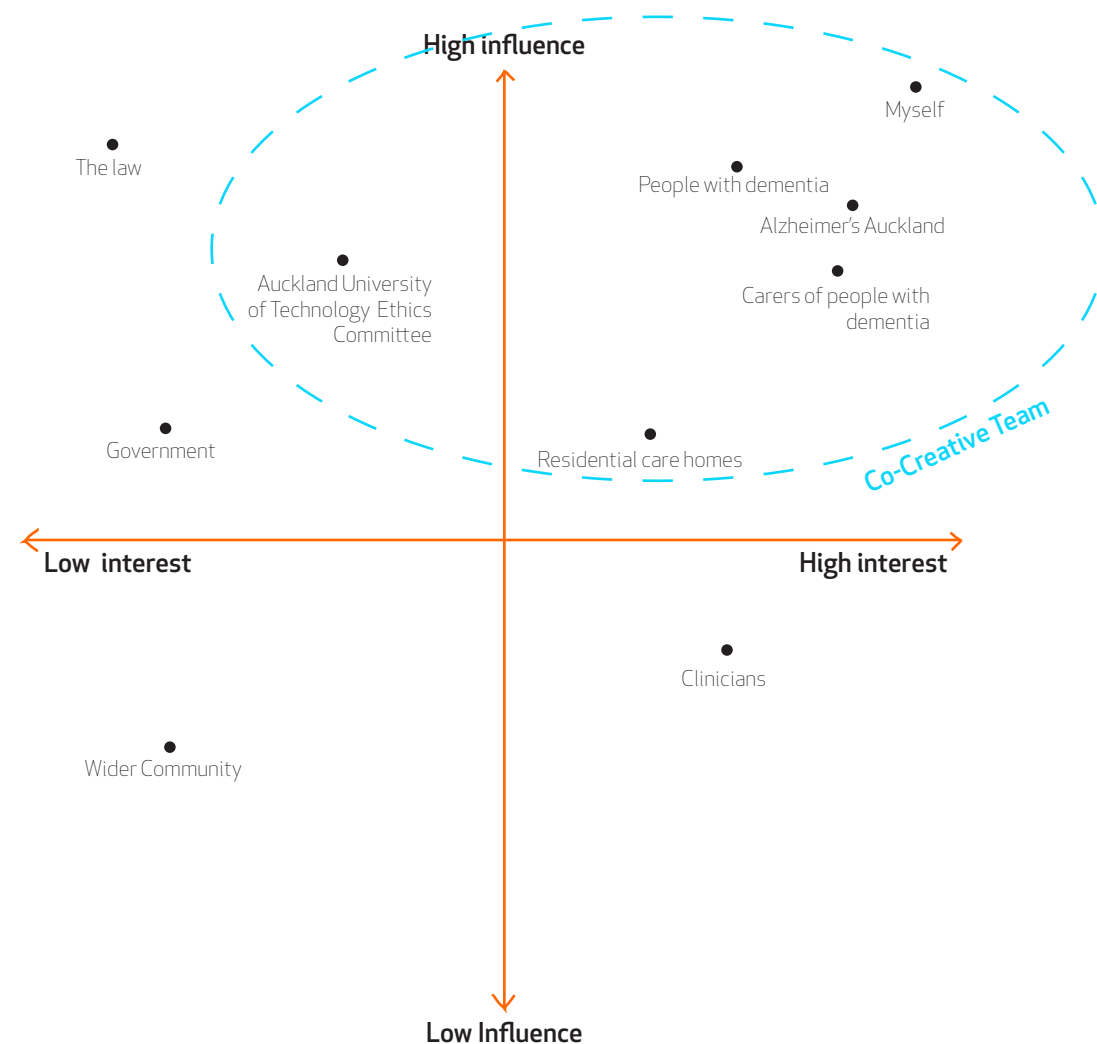 High influence
Myself
The law
People with dementia
Alzheimer's Auckland
Auckland University
of Technology Ethics
Committee
Carers of people with
dementia
Government
Residential care homes
Co-Creative Team
Low interest
High interest
Clinicians
Wider Community
Low Influence